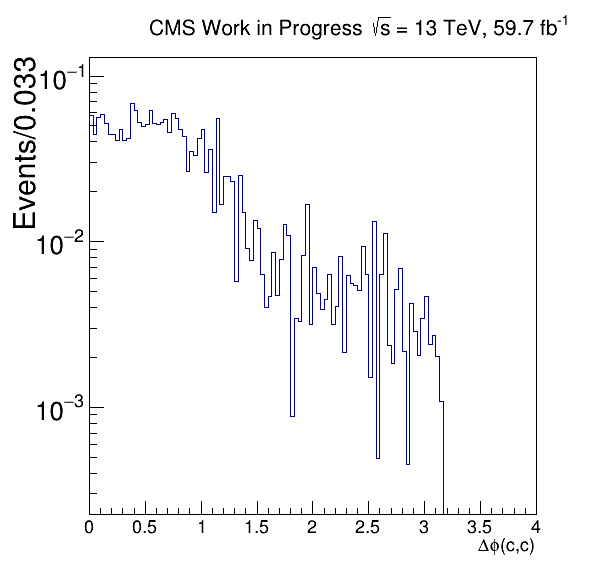 CMS Work in Progress √s = 13 TeV, 59.7 fb⁻¹
Events/0.033
10⁻¹
10⁻²
10⁻³
0 0.5 1 1.5 2 2.5 3 3.5 4
Δϕ(c,c)